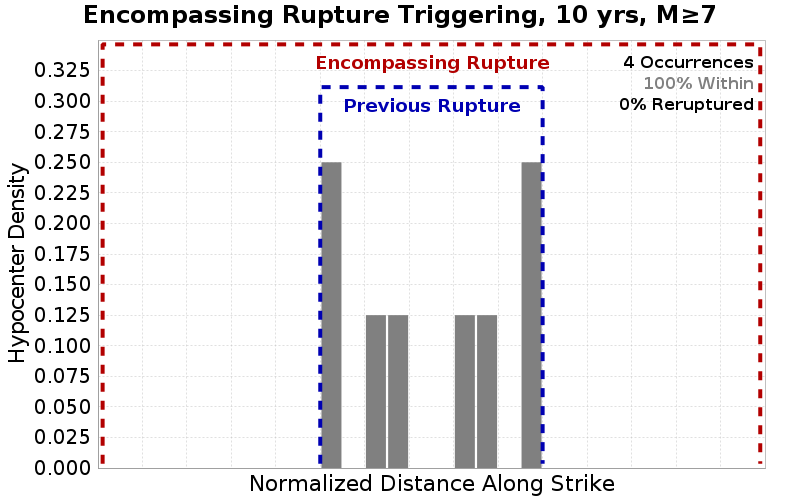 Encompassing Rupture Triggering, 10 yrs, M≥7
Encompassing Rupture
4 Occurrences
100% Within
0% Reruptured
Previous Rupture
Hypocenter Density
0.325
0.300
0.275
0.250
0.225
0.200
0.175
0.150
0.125
0.100
0.075
0.050
0.025
0.000
Normalized Distance Along Strike